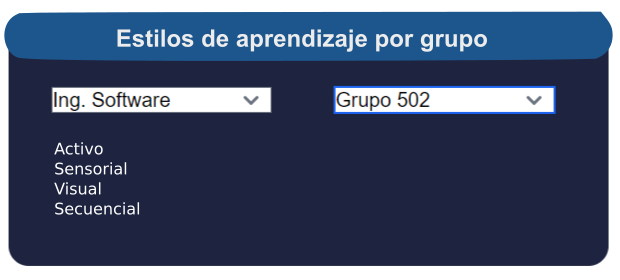 Estilos de aprendizaje por grupo
Ing. Software
Grupo 502
Activo
Sensorial
Visual
Secuencial